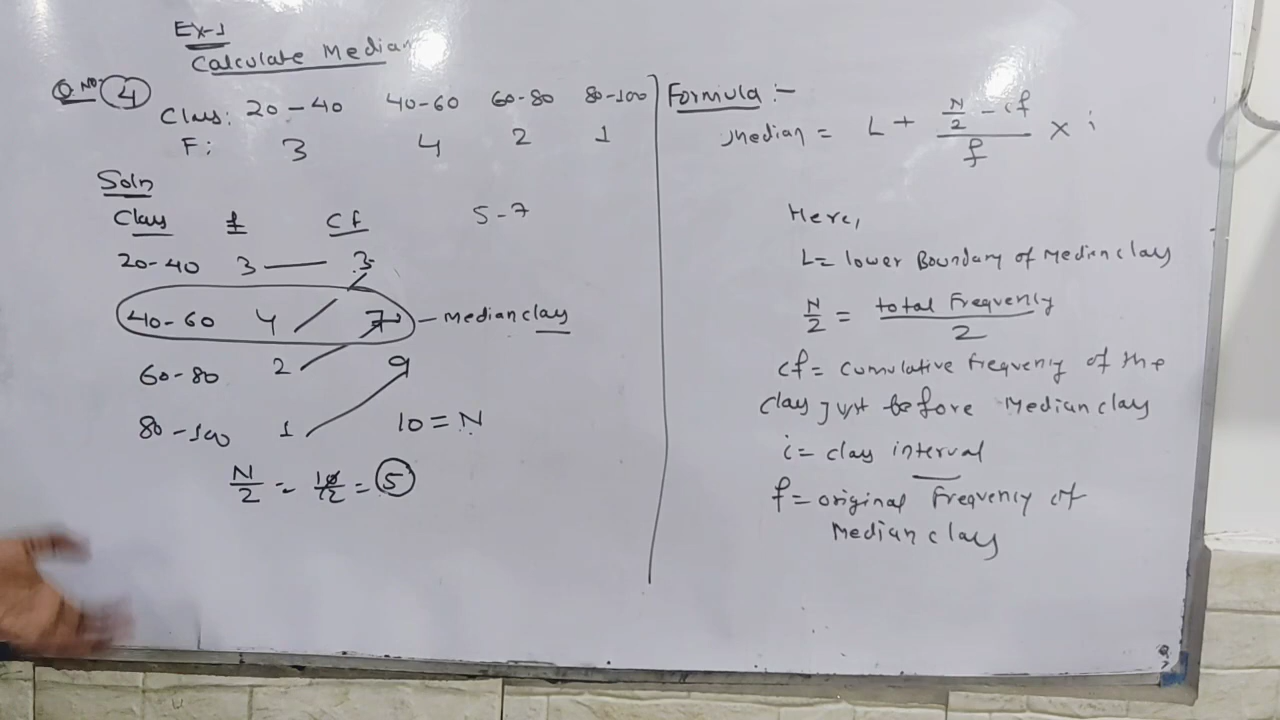 Ex-1
Calculate Median
Q.No. 4
Class: 20-40 40-60 60-80 80-100
F: 3 4 2 1
Soln
Class f Cf
5-7
20-40 3 3
40-60 4 7 - Median class
60-80 2 9
80-100 1 10 = N
N/2 = 10/2 = 5
Formula :-
Median = L + (N/2 - cf)/f × i
Here,
L= lower Boundary of Median class
N/2 = total Frequency/2
cf= cumulative frequency of the
class just before Median class
i= class interval
f= original Frequency of
Median class